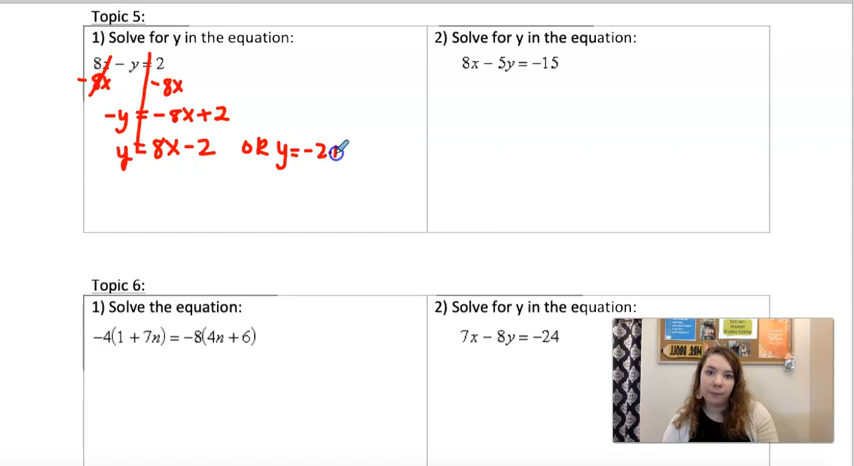 Topic 5:
1) Solve for y in the equation:
8x − y = 2
-8x -8x
-y = -8x+2
y = 8x-2 OR y=-2+
2) Solve for y in the equation:
8x − 5y = −15
Topic 6:
1) Solve the equation:
−4(1 + 7n) = −8(4n + 6)
2) Solve for y in the equation:
7x − 8y = −24